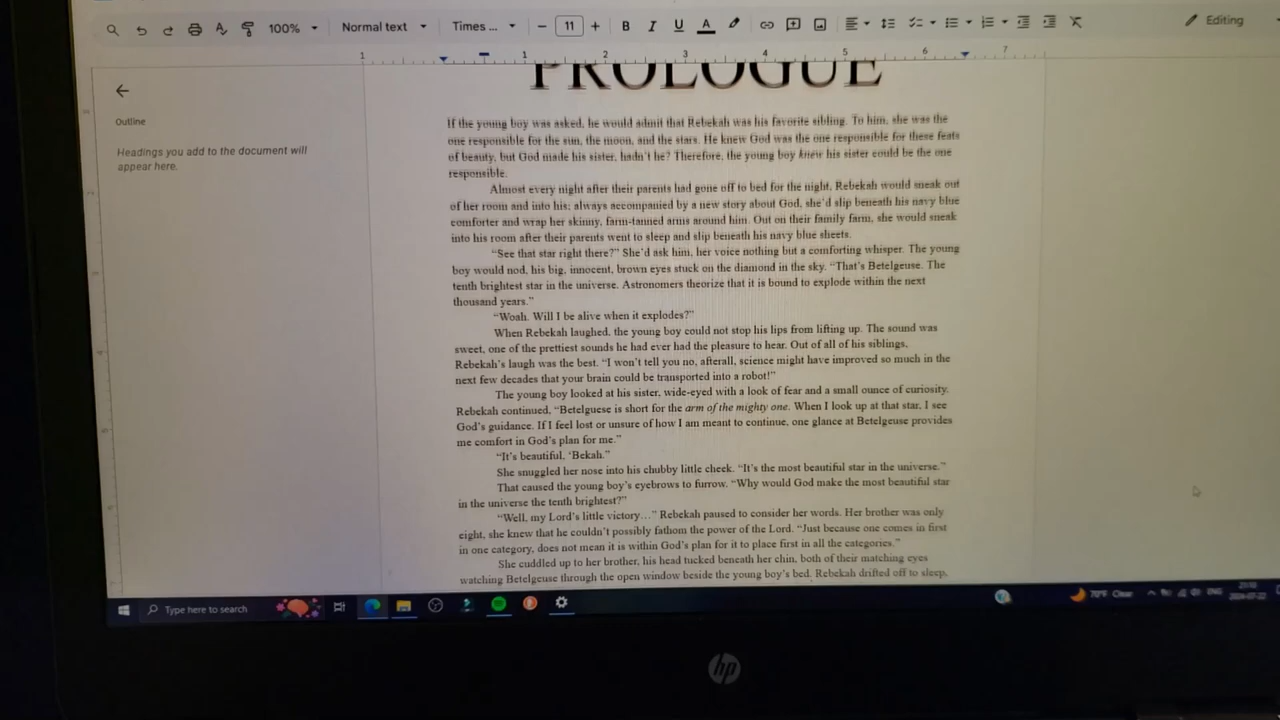 100%
Normal text
Times ...
− 11 +
B I U A
Editing
1 1 2 3 4 5 6 7
PROLOGUE
Outline
Headings you add to the document will
appear here.
If the young boy was asked, he would admit that Rebekah was his favorite sibling. To him, she was the
one responsible for the sun, the moon, and the stars. He knew God was the one responsible for these feats
of beauty, but God made his sister, hadn't he? Therefore, the young boy knew his sister could be the one
responsible.
Almost every night after their parents had gone off to bed for the night, Rebekah would sneak out
of her room and into his; always accompanied by a new story about God, she'd slip beneath his navy blue
comforter and wrap her skinny, farm-tanned arms around him. Out on their family farm, she would sneak
into his room after their parents went to sleep and slip beneath his navy blue sheets.
“See that star right there?” She'd ask him, her voice nothing but a comforting whisper. The young
boy would nod, his big, innocent, brown eyes stuck on the diamond in the sky. “That's Betelgeuse. The
tenth brightest star in the universe. Astronomers theorize that it is bound to explode within the next
thousand years.”
“Woah. Will I be alive when it explodes?”
When Rebekah laughed, the young boy could not stop his lips from lifting up. The sound was
sweet, one of the prettiest sounds he had ever had the pleasure to hear. Out of all of his siblings,
Rebekah's laugh was the best. “I won't tell you no, afterall, science might have improved so much in the
next few decades that your brain could be transported into a robot!”
The young boy looked at his sister, wide-eyed with a look of fear and a small ounce of curiosity.
Rebekah continued, “Betelguese is short for the arm of the mighty one. When I look up at that star, I see
God's guidance. If I feel lost or unsure of how I am meant to continue, one glance at Betelgeuse provides
me comfort in God's plan for me.”
“It's beautiful, ‘Bekah.”
She snuggled her nose into his chubby little cheek. “It's the most beautiful star in the universe.”
That caused the young boy's eyebrows to furrow. “Why would God make the most beautiful star
in the universe the tenth brightest?”
“Well, my Lord's little victory…” Rebekah paused to consider her words. Her brother was only
eight, she knew that he couldn't possibly fathom the power of the Lord. “Just because one comes in first
in one category, does not mean it is within God's plan for it to place first in all the categories.”
She cuddled up to her brother, his head tucked beneath her chin, both of their matching eyes
watching Betelgeuse through the open window beside the young boy's bed. Rebekah drifted off to sleep,
Type here to search
70°F Clear
ENG
2024-07-22
hp